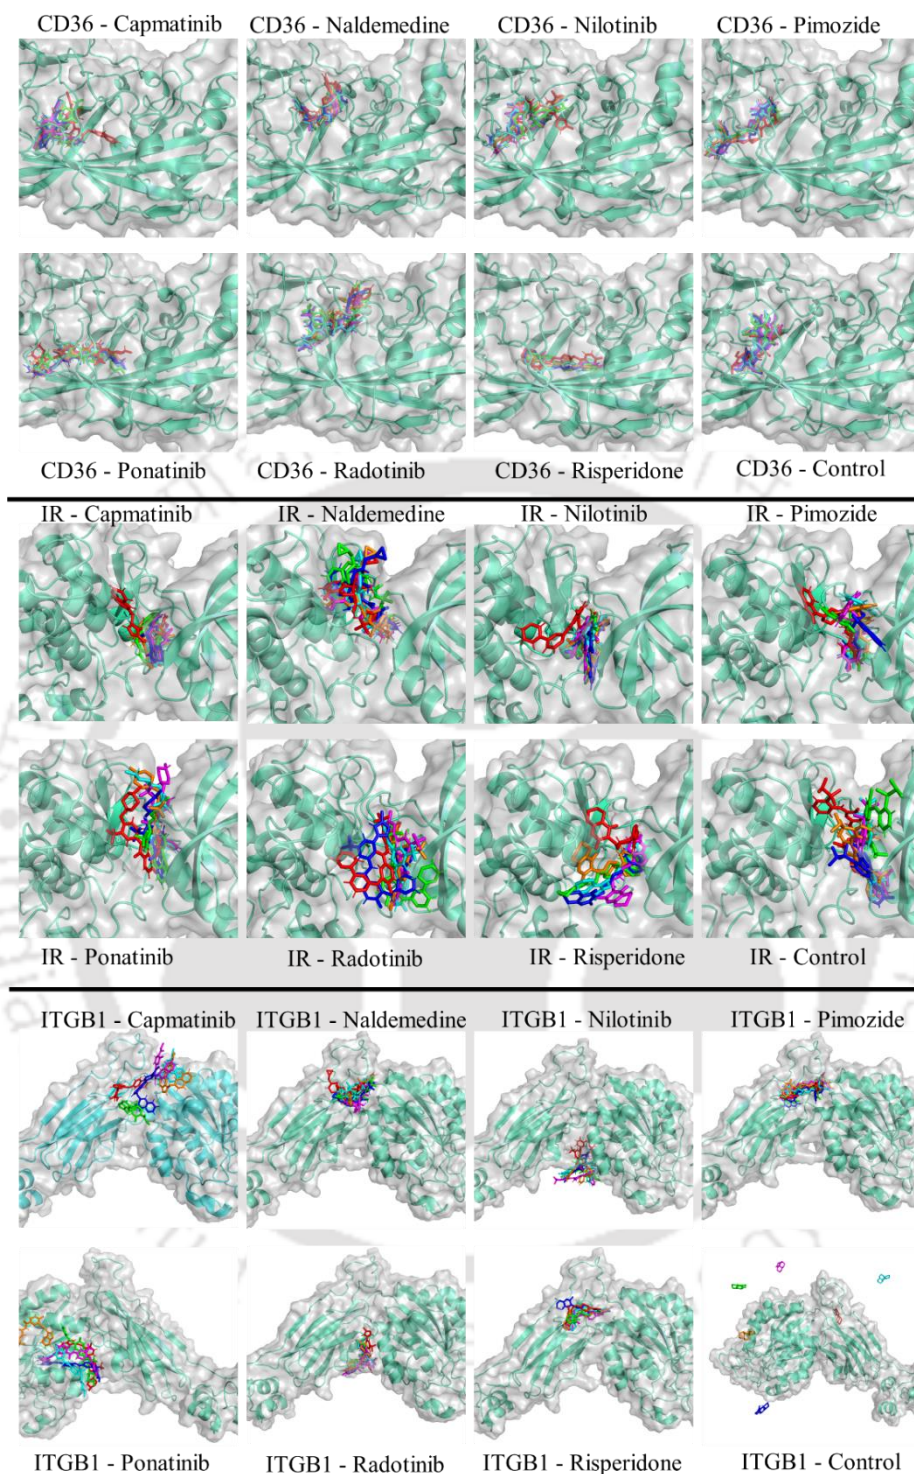 CD36 - Capmatinib CD36 - Naldemedine CD36 - Nilotinib CD36 - Pimozide
CD36 - Ponatinib CD36 - Radotinib CD36 - Risperidone CD36 - Control
IR - Capmatinib IR - Naldemedine IR - Nilotinib IR - Pimozide
IR - Ponatinib IR - Radotinib IR - Risperidone IR - Control
ITGB1 - Capmatinib ITGB1 - Naldemedine ITGB1 - Nilotinib ITGB1 - Pimozide
ITGB1 - Ponatinib ITGB1 - Radotinib ITGB1 - Risperidone ITGB1 - Control